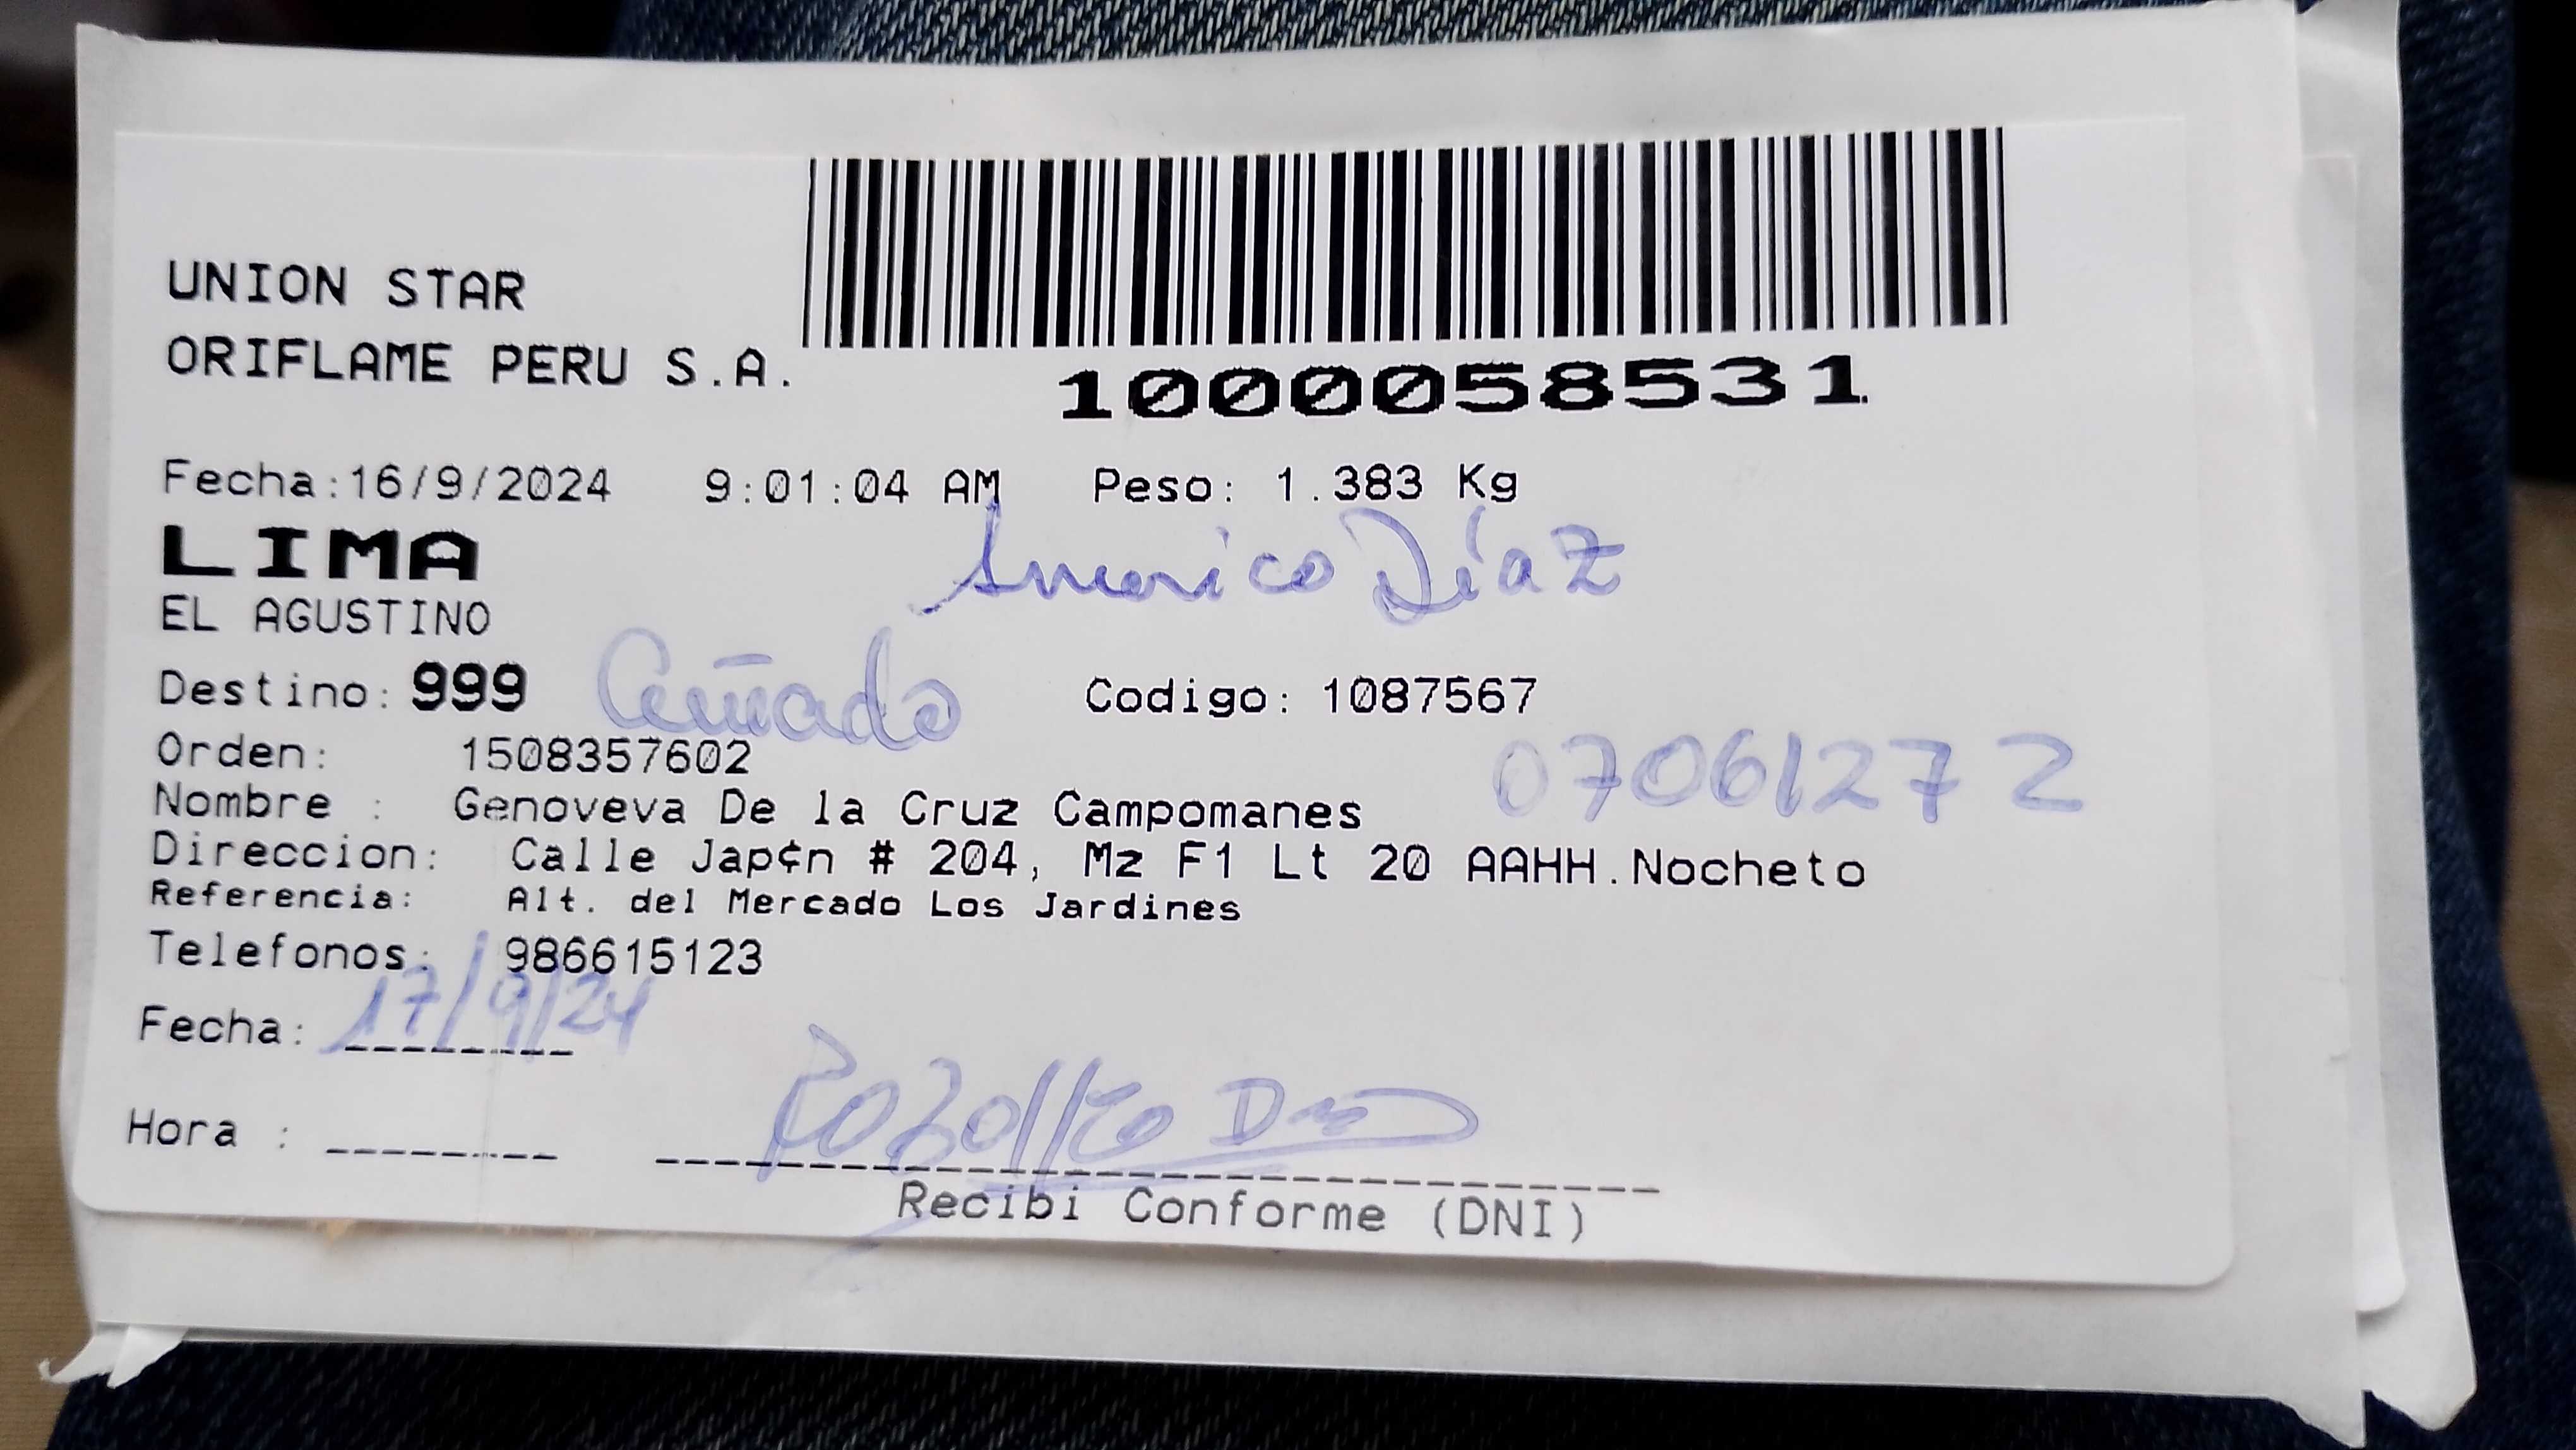 UNION STAR
ORIFLAME PERU S.A.
1000058531
Fecha:16/9/2024 9:01:04 AM Peso: 1.383 Kg
LIMA
Americo Díaz
EL AGUSTINO
Destino: 999 Cuñado Codigo: 1087567
Orden: 1508357602
07061272
Nombre : Genoveva De la Cruz Campomanes
Direccion: Calle Jap¢n # 204, Mz F1 Lt 20 AAHH.Nocheto
Referencia: Alt. del Mercado Los Jardines
Telefonos: 986615123
Fecha: 17/9/24
Hora :
Recibi Conforme (DNI)